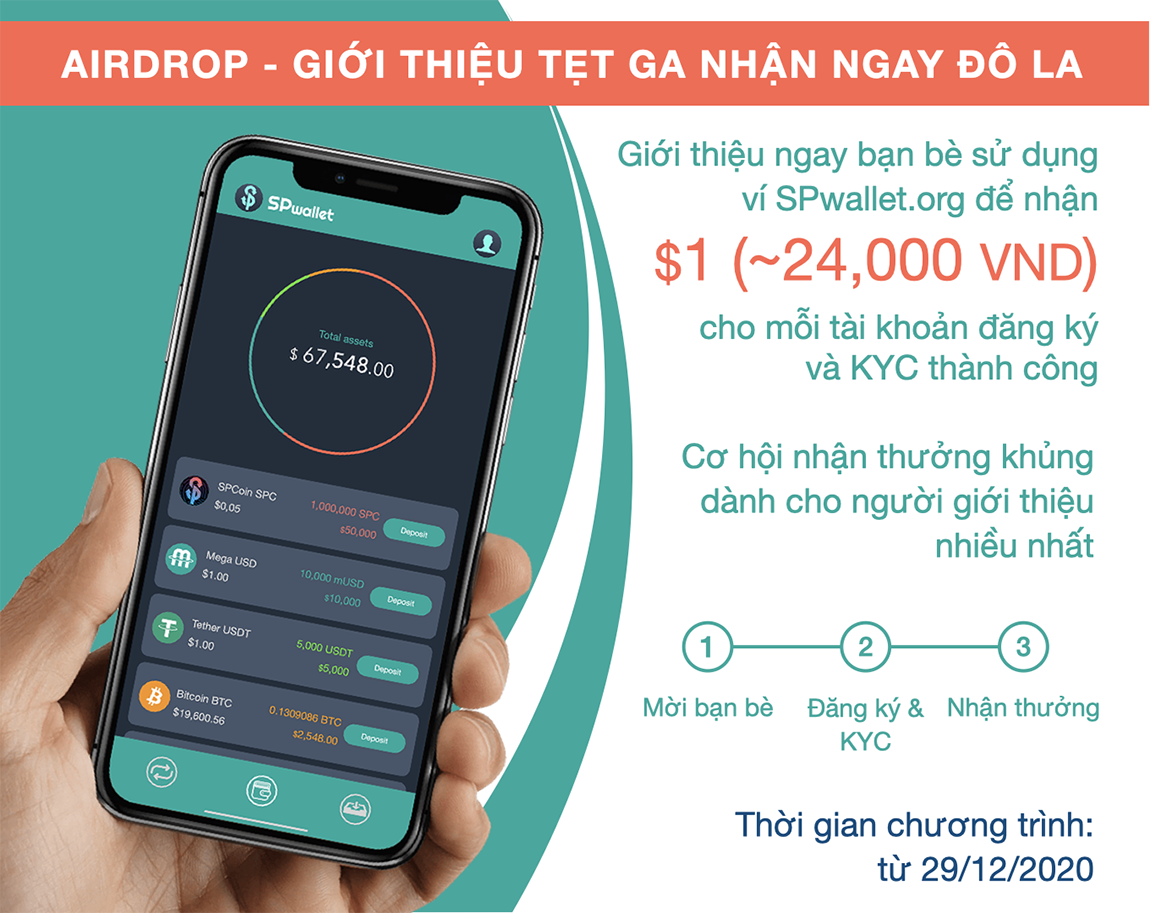 AIRDROP - GIỚI THIỆU TẸT GA NHẬN NGAY ĐÔ LA
Giới thiệu ngay bạn bè sử dụng
ví SPwallet.org để nhận
$1 (~24,000 VND)
cho mỗi tài khoản đăng ký
và KYC thành công
Cơ hội nhận thưởng khủng
dành cho người giới thiệu
nhiều nhất
1 2 3
Mời bạn bè Đăng ký & Nhận thưởng
KYC
Thời gian chương trình:
từ 29/12/2020
SPwallet
Total assets
$ 67,548.00
SPCoin SPC 1,000,000 SPC Deposit
$0,05 $50,000
Mega USD 10,000 mUSD Deposit
$1.00 $10,000
Tether USDT 5,000 USDT Deposit
$1.00 $5,000
Bitcoin BTC 0.1309086 BTC Deposit
$19,600.56 $2,548.00